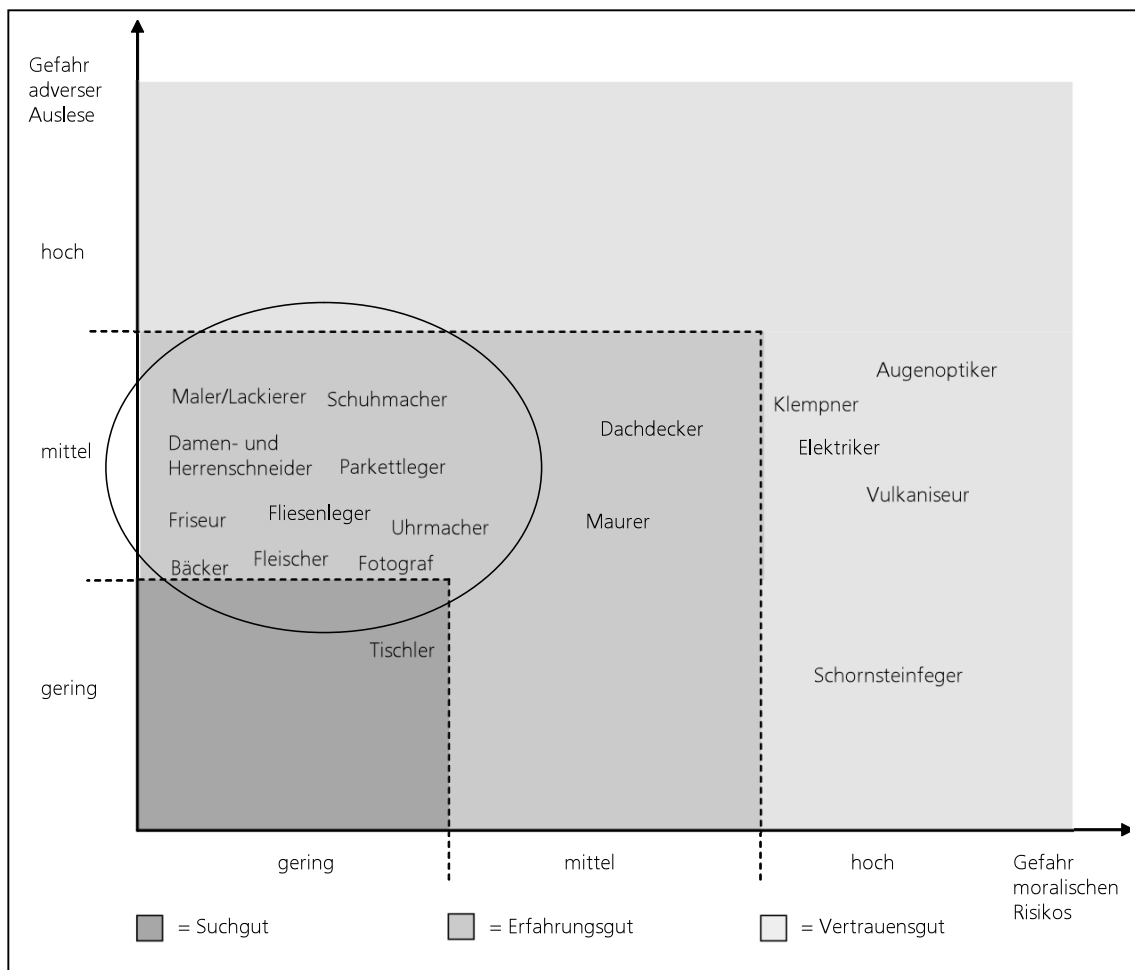 Gefahr
adverser
Auslese
hoch
Augenoptiker
Maler/Lackierer
Schuhmacher
Klempner
Dachdecker
mittel
Damen- und
Herrenschneider
Parkettleger
Elektriker
Vulkaniseur
Friseur
Fliesenleger
Uhrmacher
Maurer
Bäcker
Fleischer
Fotograf
Tischler
gering
Schornsteinfeger
gering
mittel
hoch
Gefahr
moralischen
Risikos
= Suchgut
= Erfahrungsgut
= Vertrauensgut